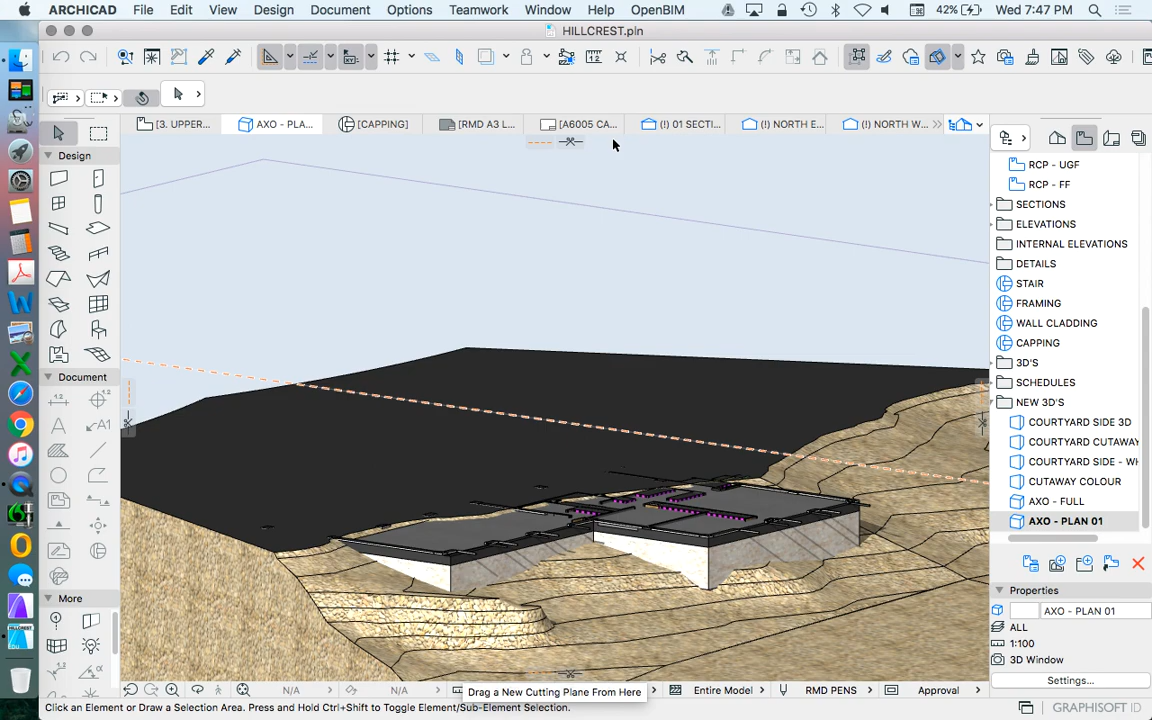 ARCHICAD File Edit View Design Document Options Teamwork Window Help OpenBIM 42% Wed 7:47 PM
HILLCREST.pln
[3. UPPER... AXO - PLA... [CAPPING] [RMD A3 L... [A6005 CA... (!) 01 SECTI... (!) NORTH E... (!) NORTH W...
Design
Document
More
RCP - UGF
RCP - FF
SECTIONS
ELEVATIONS
INTERNAL ELEVATIONS
DETAILS
STAIR
FRAMING
WALL CLADDING
CAPPING
3D'S
SCHEDULES
NEW 3D'S
COURTYARD SIDE 3D
COURTYARD CUTAWAY
COURTYARD SIDE - WH
CUTAWAY COLOUR
AXO - FULL
AXO - PLAN 01
Properties
AXO - PLAN 01
ALL
1:100
3D Window
Settings...
N/A N/A Drag a New Cutting Plane From Here Entire Model RMD PENS Approval
Click an Element or Draw a Selection Area. Press and Hold Ctrl+Shift to Toggle Element/Sub-Element Selection.
GRAPHISOFT ID